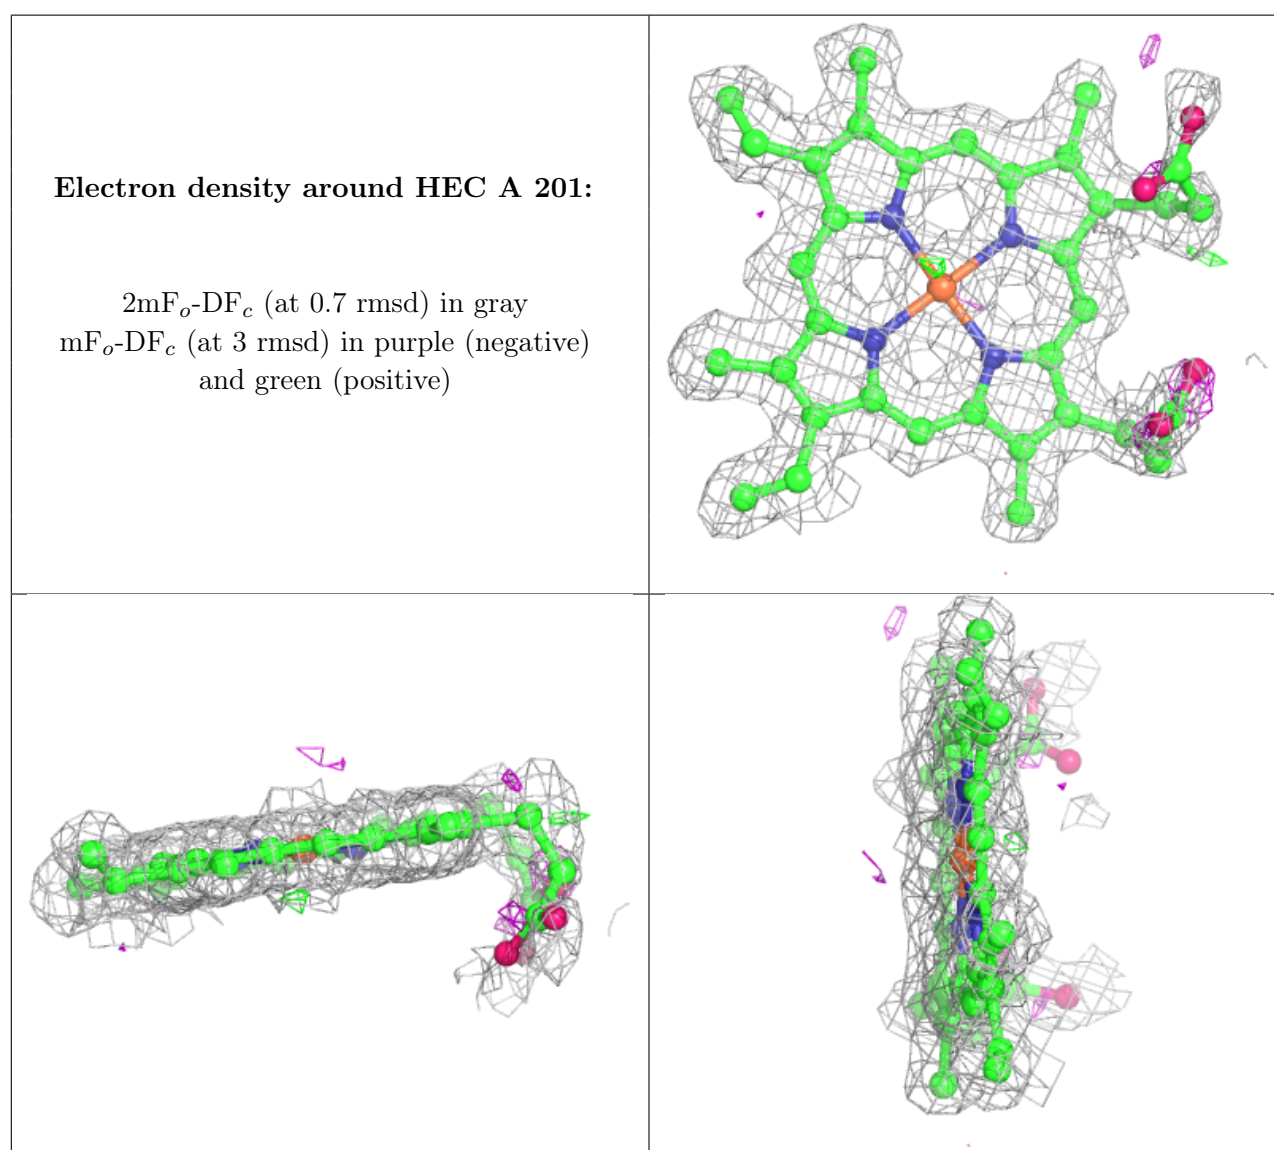 Electron density around HEC A 201:
2mFo-DFc (at 0.7 rmsd) in gray
mFo-DFc (at 3 rmsd) in purple (negative)
and green (positive)